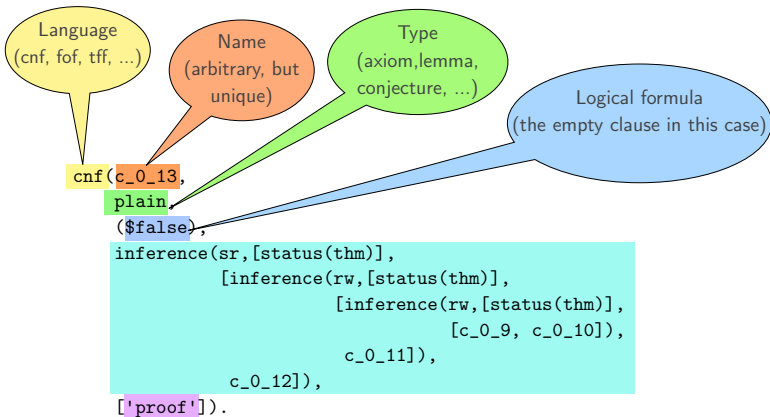 Language
(cnf, fof, tff, ...)
Name
(arbitrary, but
unique)
Type
(axiom,lemma,
conjecture, ...)
Logical formula
(the empty clause in this case)
cnf(c_0_13,
plain,
($false),
inference(sr,[status(thm)],
[inference(rw,[status(thm)],
[inference(rw,[status(thm)],
[c_0_9, c_0_10]),
c_0_11]),
c_0_12]),
['proof']).